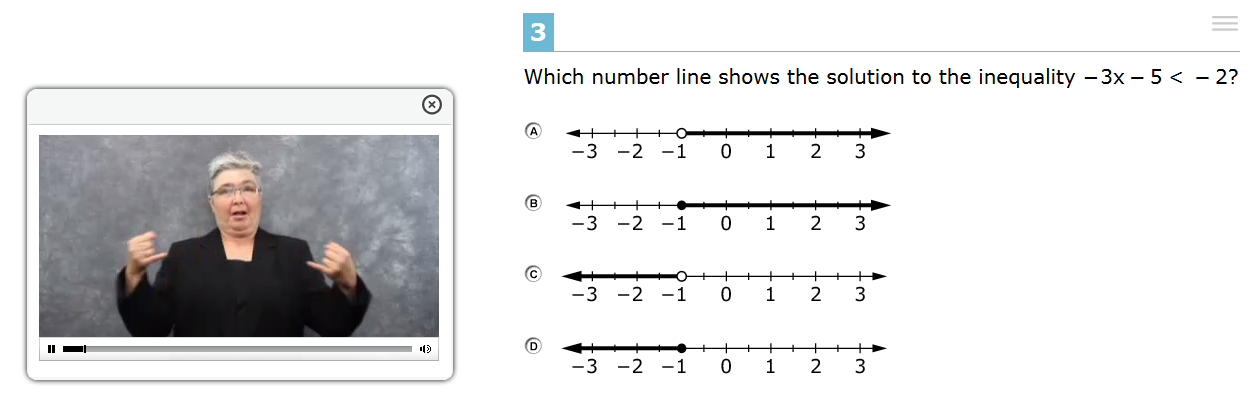 3
Which number line shows the solution to the inequality −3x − 5 < − 2?
A
−3 −2 −1 0 1 2 3
B
−3 −2 −1 0 1 2 3
C
−3 −2 −1 0 1 2 3
D
−3 −2 −1 0 1 2 3